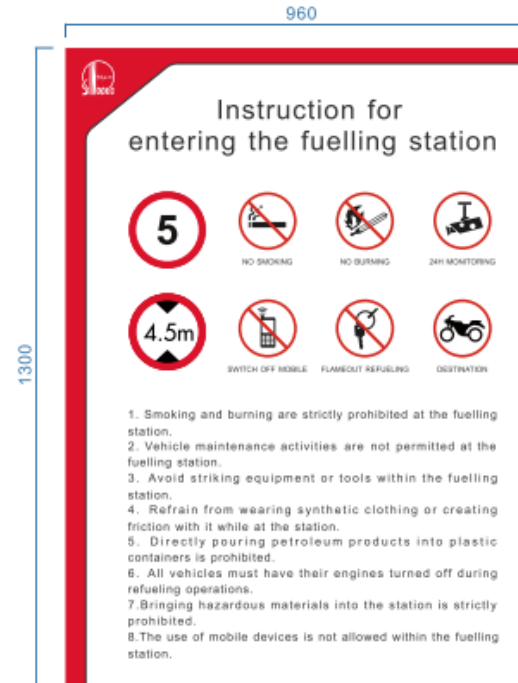 960
1300
Instruction for
entering the fuelling station
5
NO SMOKING
NO BURNING
24H MONITORING
4.5m
SWITCH OFF MOBILE
FLAMEOUT REFUELING
DESTINATION
1. Smoking and burning are strictly prohibited at the fuelling
station.
2. Vehicle maintenance activities are not permitted at the
fuelling station.
3. Avoid striking equipment or tools within the fuelling
station.
4. Refrain from wearing synthetic clothing or creating
friction with it while at the station.
5. Directly pouring petroleum products into plastic
containers is prohibited.
6. All vehicles must have their engines turned off during
refueling operations.
7.Bringing hazardous materials into the station is strictly
prohibited.
8.The use of mobile devices is not allowed within the fuelling
station.